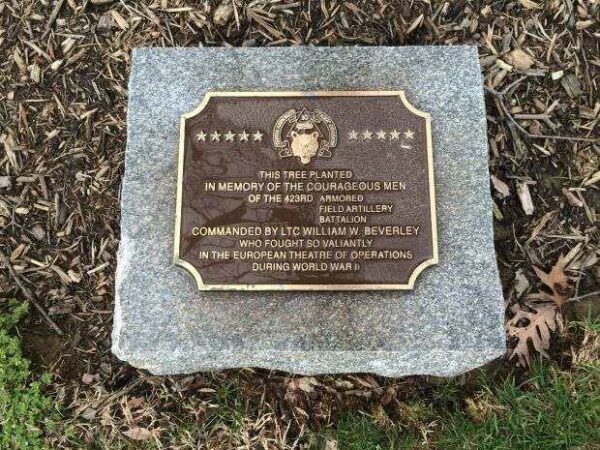 THIS TREE PLANTED
IN MEMORY OF THE COURAGEOUS MEN
OF THE 423RD ARMORED
FIELD ARTILLERY
BATTALION
COMMANDED BY LTC WILLIAM W. BEVERLEY
WHO FOUGHT SO VALIANTLY
IN THE EUROPEAN THEATRE OF OPERATIONS
DURING WORLD WAR II